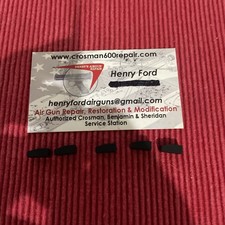 www.crosman600repair.com
Henry Ford
henryfordairguns@gmail.com
Air Gun Repair, Restoration & Modification
Authorized Crosman, Benjamin & Sheridan
Service Station